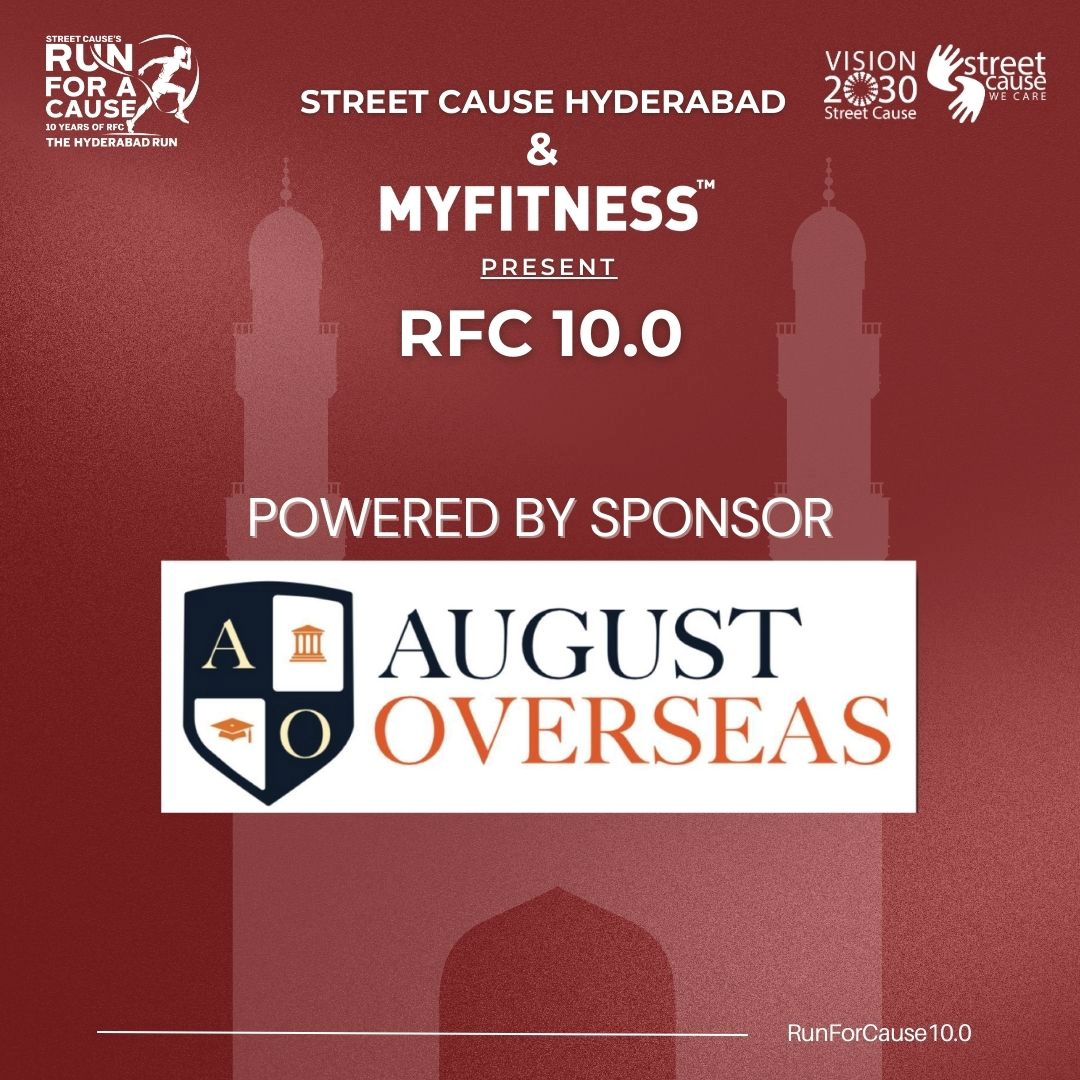 STREET CAUSE'S
RUN
FOR A
CAUSE
10 YEARS OF RFC
THE HYDERABAD RUN
VISION
2030
Street Cause
street
cause
WE CARE
STREET CAUSE HYDERABAD
&
MYFITNESS™
PRESENT
RFC 10.0
POWERED BY SPONSOR
A
O
AUGUST
OVERSEAS
RunForCause10.0